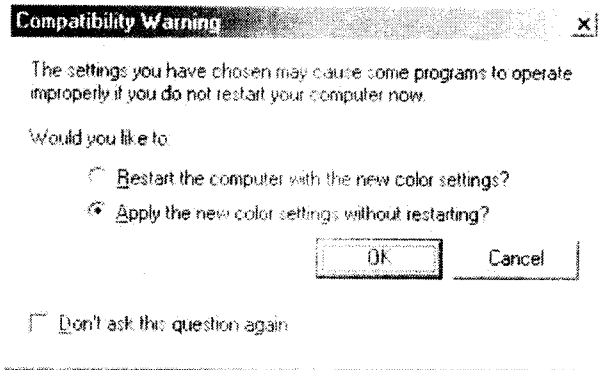 Compatibility Warning
The settings you have chosen may cause some programs to operate
improperly if you do not restart your computer now.
Would you like to:
Restart the computer with the new color settings?
Apply the new color settings without restarting?
OK Cancel
Don't ask this question again